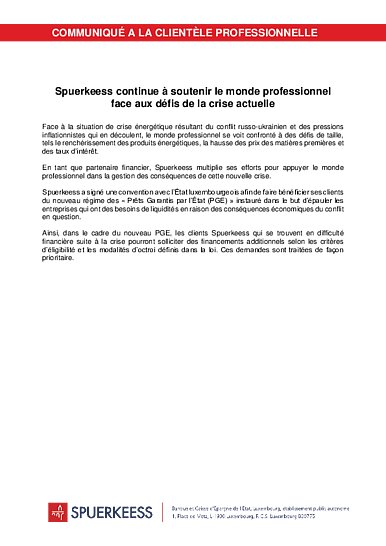 COMMUNIQUÉ A LA CLIENTÈLE PROFESSIONNELLE
Spuerkeess continue à soutenir le monde professionnel
face aux défis de la crise actuelle
Face à la situation de crise énergétique résultant du conflit russo-ukrainien et des pressions
inflationnistes qui en découlent, le monde professionnel se voit confronté à des défis de taille,
tels le renchérissement des produits énergétiques, la hausse des prix des matières premières et
des taux d'intérêt.
En tant que partenaire financier, Spuerkeess multiplie ses efforts pour appuyer le monde
professionnel dans la gestion des conséquences de cette nouvelle crise.
Spuerkeess a signé une convention avec l'État luxembourgeois afin de faire bénéficier ses clients
du nouveau régime des « Prêts Garantis par l'État (PGE) » instauré dans le but d'épauler les
entreprises qui ont des besoins de liquidités en raison des conséquences économiques du conflit
en question.
Ainsi, dans le cadre du nouveau PGE, les clients Spuerkeess qui se trouvent en difficulté
financière suite à la crise pourront solliciter des financements additionnels selon les critères
d'éligibilité et les modalités d'octroi définis dans la loi. Ces demandes sont traitées de façon
prioritaire.
SPUERKEESS
Banque et Caisse d'Épargne de l'État, Luxembourg, établissement public autonome
1, Place de Metz, L-1930 Luxembourg, R.C.S. Luxembourg B30775